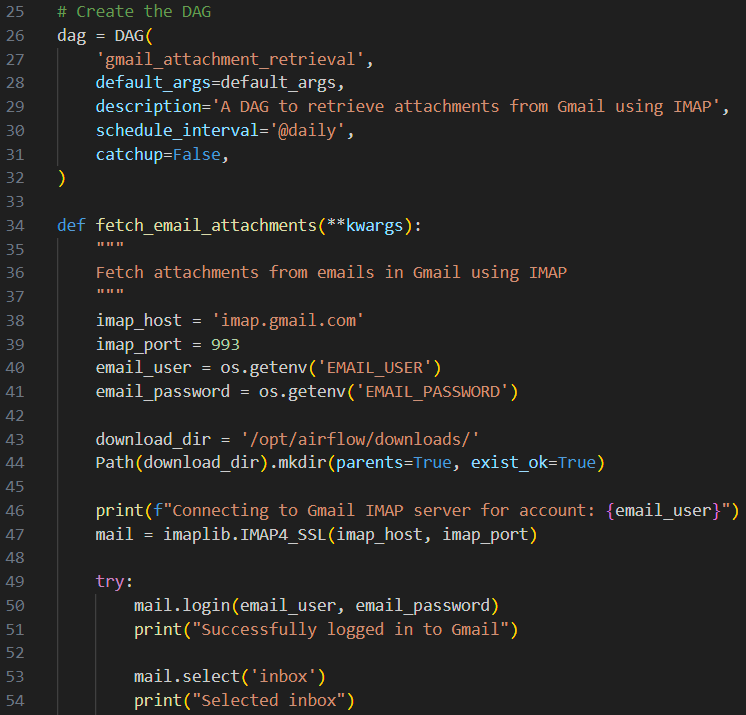 25 # Create the DAG
26 dag = DAG(
27     'gmail_attachment_retrieval',
28     default_args=default_args,
29     description='A DAG to retrieve attachments from Gmail using IMAP',
30     schedule_interval='@daily',
31     catchup=False,
32 )
33
34 def fetch_email_attachments(**kwargs):
35     """
36     Fetch attachments from emails in Gmail using IMAP
37     """
38     imap_host = 'imap.gmail.com'
39     imap_port = 993
40     email_user = os.getenv('EMAIL_USER')
41     email_password = os.getenv('EMAIL_PASSWORD')
42
43     download_dir = '/opt/airflow/downloads/'
44     Path(download_dir).mkdir(parents=True, exist_ok=True)
45
46     print(f"Connecting to Gmail IMAP server for account: {email_user}")
47     mail = imaplib.IMAP4_SSL(imap_host, imap_port)
48
49     try:
50         mail.login(email_user, email_password)
51         print("Successfully logged in to Gmail")
52
53         mail.select('inbox')
54         print("Selected inbox")